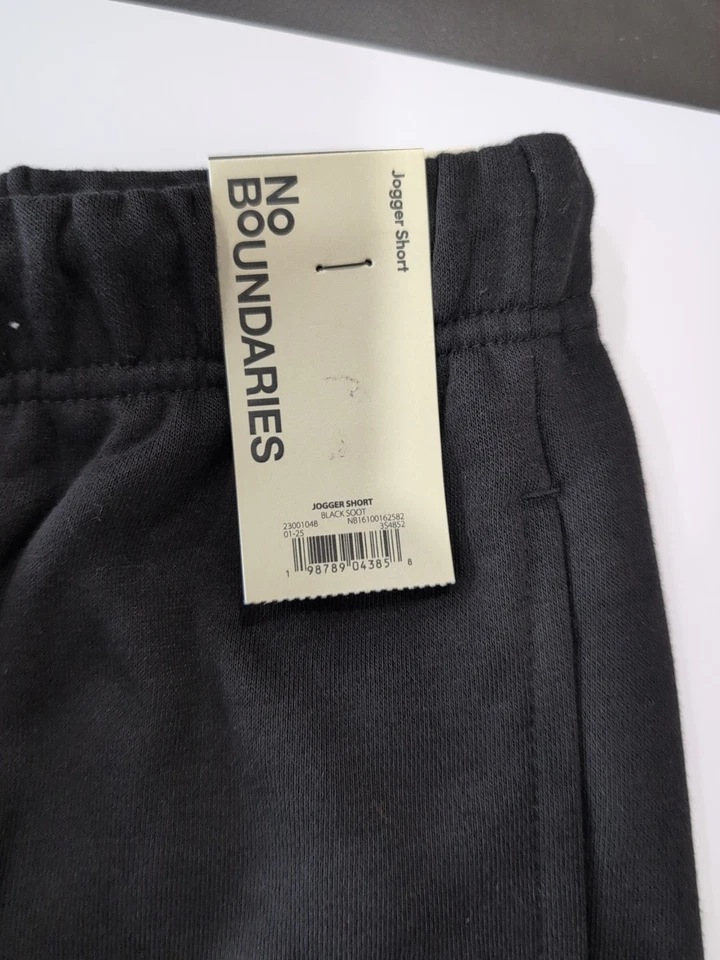 NO
BOUNDARIES
Jogger Short
JOGGER SHORT
BLACK SOOT
23001048 NB16100162582
01-25 354852
1 98789 04385 8